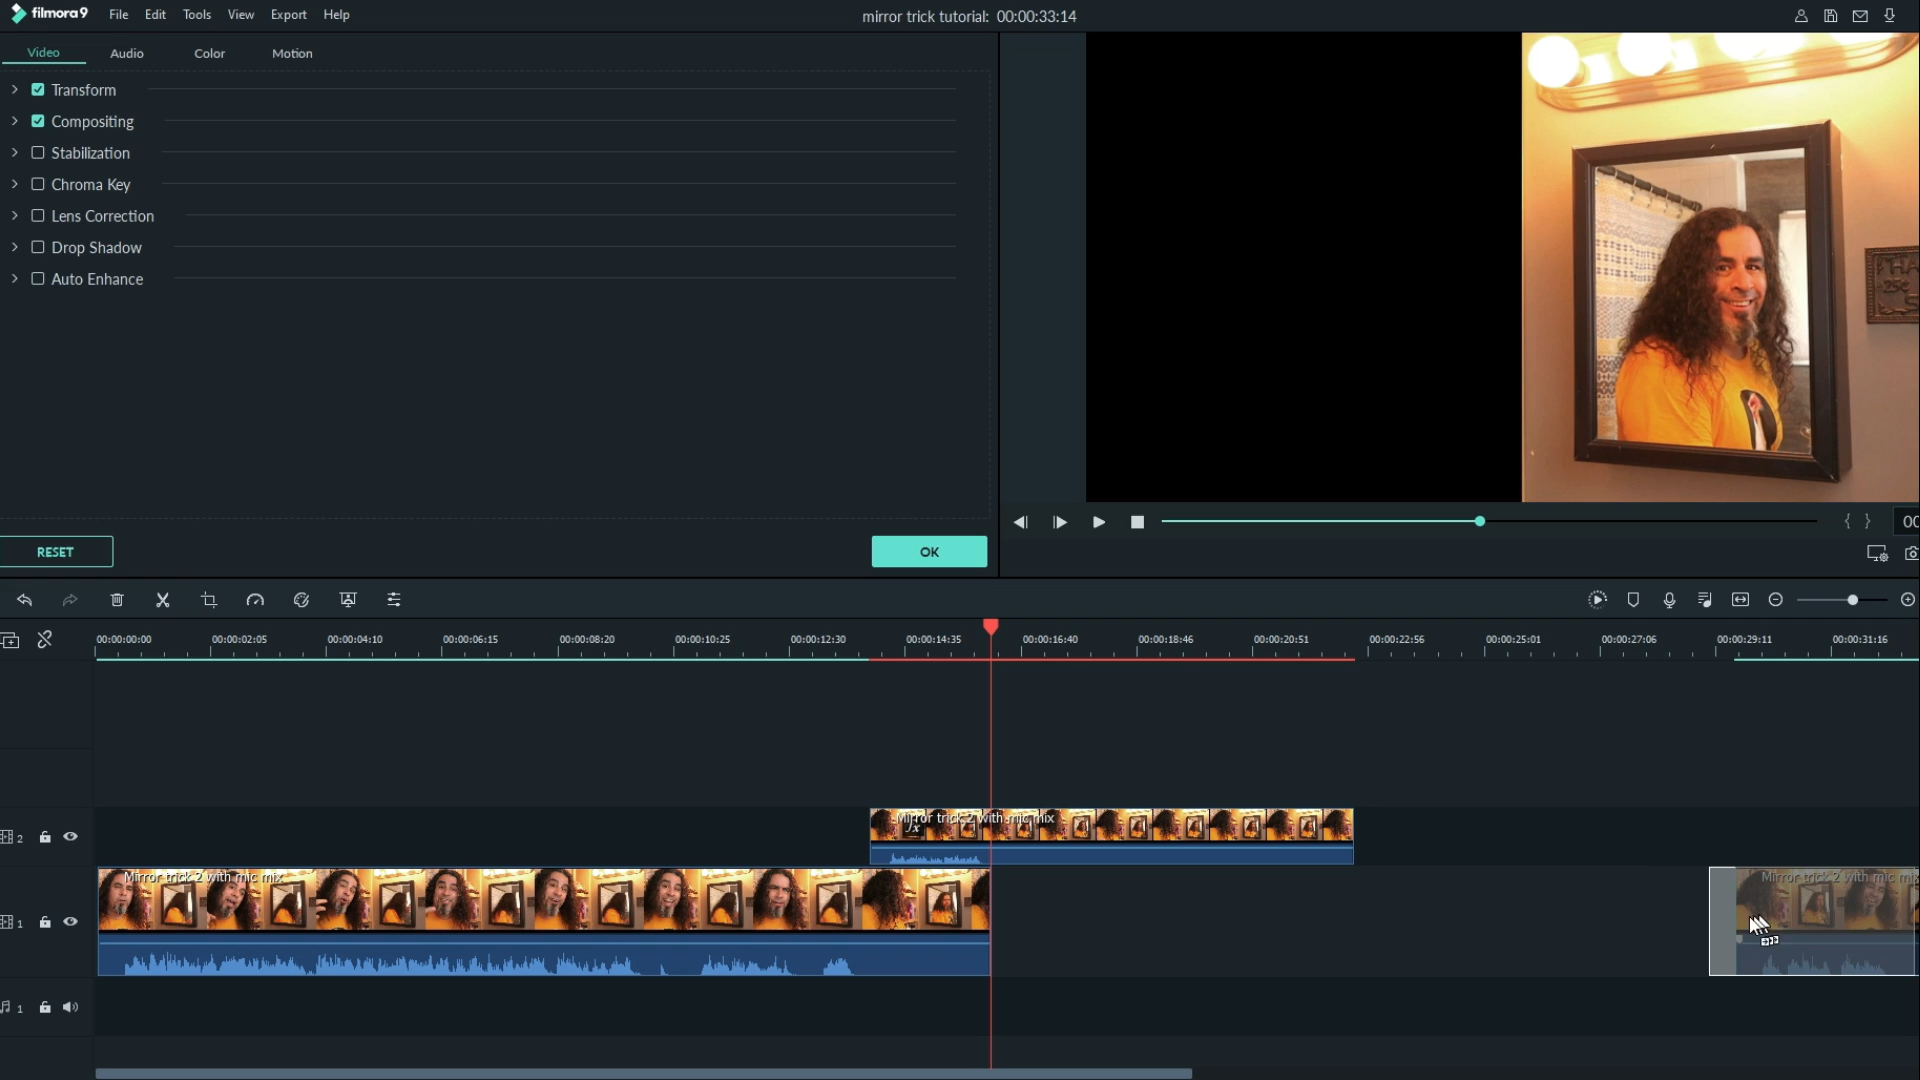 filmora9 File Edit Tools View Export Help
mirror trick tutorial: 00:00:33:14
Video Audio Color Motion
Transform
Compositing
Stabilization
Chroma Key
Lens Correction
Drop Shadow
Auto Enhance
25¢
RESET OK
{ } 00
00:00:00:00 00:00:02:05 00:00:04:10 00:00:06:15 00:00:08:20 00:00:10:25 00:00:12:30 00:00:14:35 00:00:16:40 00:00:18:46 00:00:20:51 00:00:22:56 00:00:25:01 00:00:27:06 00:00:29:11 00:00:31:16
2
Mirror trick 2 with mic mix
fx
1
Mirror trick 2 with mic mix
Mirror trick 2 with mic mix
1